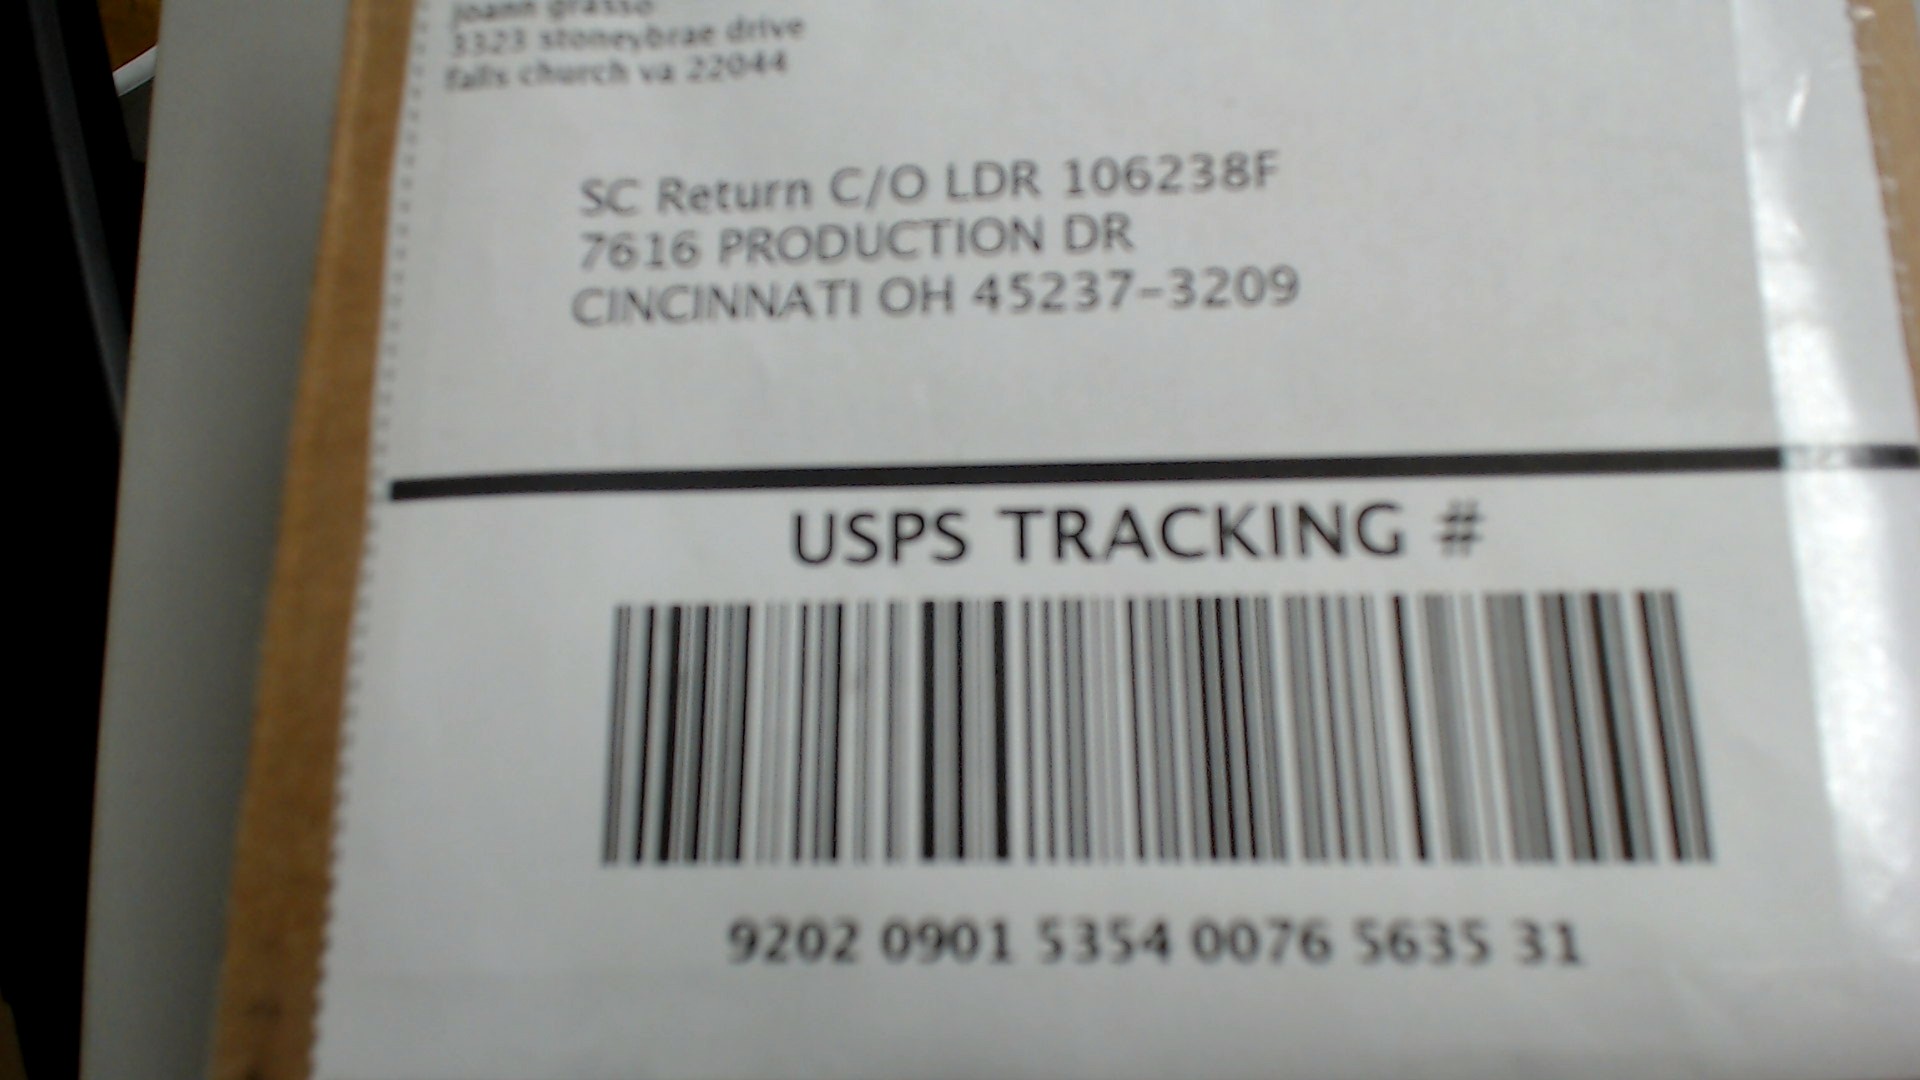 joann grasso
3323 stoneybrae drive
falls church va 22044
SC Return C/O LDR 106238F
7616 PRODUCTION DR
CINCINNATI OH 45237-3209
USPS TRACKING #
9202 0901 5354 0076 5635 31